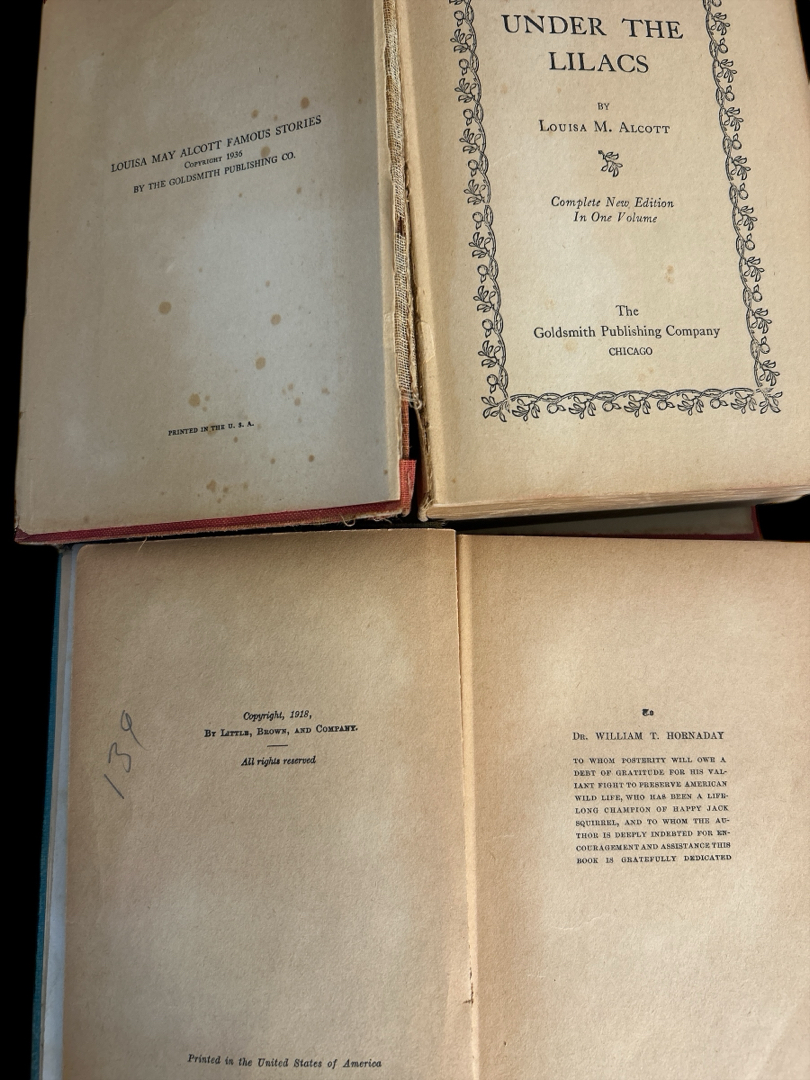 LOUISA MAY ALCOTT FAMOUS STORIES
COPYRIGHT 1936
BY THE GOLDSMITH PUBLISHING CO.
PRINTED IN THE U. S. A.
UNDER THE
LILACS
BY
LOUISA M. ALCOTT
Complete New Edition
In One Volume
The
Goldsmith Publishing Company
CHICAGO
139
Copyright, 1918,
BY LITTLE, BROWN, AND COMPANY.
All rights reserved
Printed in the United States of America
To
DR. WILLIAM T. HORNADAY
TO WHOM POSTERITY WILL OWE A
DEBT OF GRATITUDE FOR HIS VAL-
IANT FIGHT TO PRESERVE AMERICAN
WILD LIFE, WHO HAS BEEN A LIFE-
LONG CHAMPION OF HAPPY JACK
SQUIRREL, AND TO WHOM THE AU-
THOR IS DEEPLY INDEBTED FOR EN-
COURAGEMENT AND ASSISTANCE THIS
BOOK IS GRATEFULLY DEDICATED